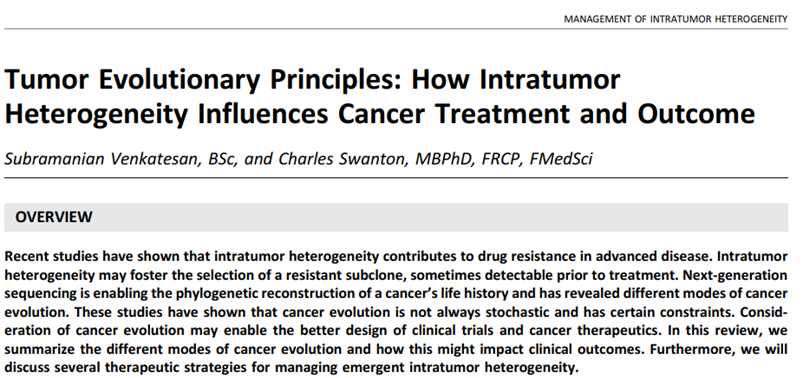 MANAGEMENT OF INTRATUMOR HETEROGENEITY
Tumor Evolutionary Principles: How Intratumor
Heterogeneity Influences Cancer Treatment and Outcome
Subramanian Venkatesan, BSc, and Charles Swanton, MBPhD, FRCP, FMedSci
OVERVIEW
Recent studies have shown that intratumor heterogeneity contributes to drug resistance in advanced disease. Intratumor
heterogeneity may foster the selection of a resistant subclone, sometimes detectable prior to treatment. Next-generation
sequencing is enabling the phylogenetic reconstruction of a cancer's life history and has revealed different modes of cancer
evolution. These studies have shown that cancer evolution is not always stochastic and has certain constraints. Consid-
eration of cancer evolution may enable the better design of clinical trials and cancer therapeutics. In this review, we
summarize the different modes of cancer evolution and how this might impact clinical outcomes. Furthermore, we will
discuss several therapeutic strategies for managing emergent intratumor heterogeneity.